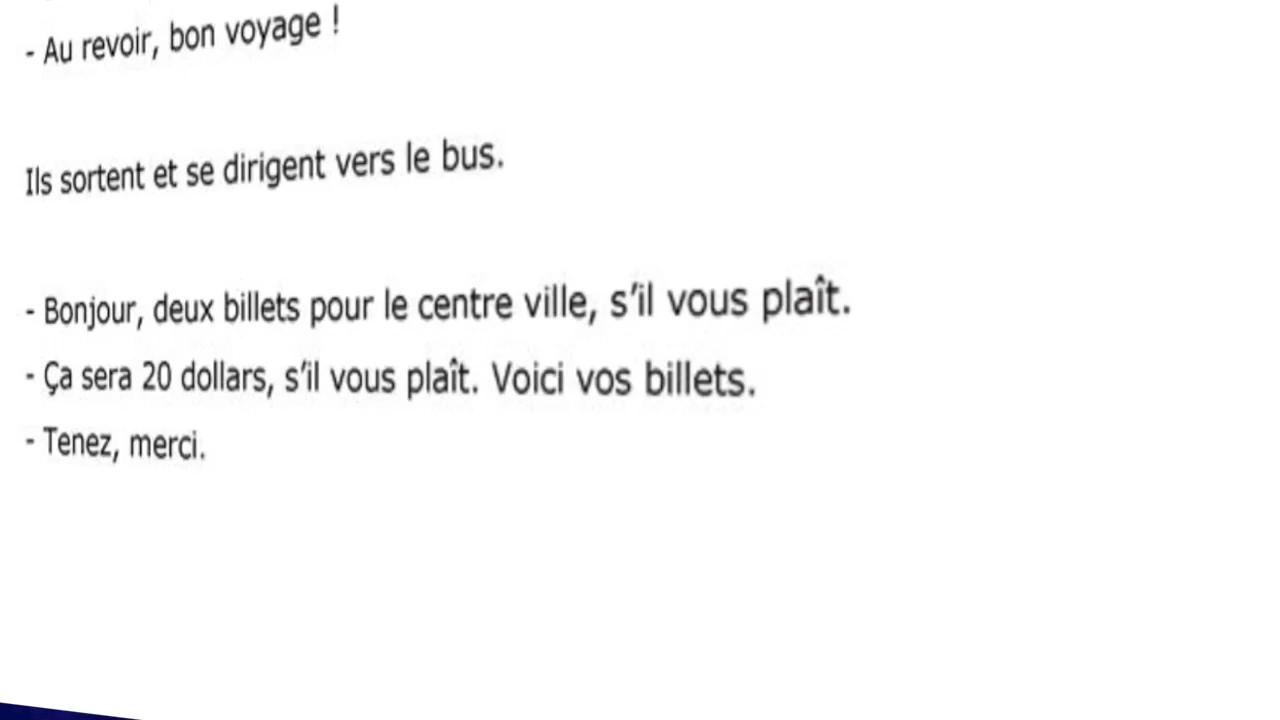 - Au revoir, bon voyage !
Ils sortent et se dirigent vers le bus.
- Bonjour, deux billets pour le centre ville, s'il vous plaît.
- Ça sera 20 dollars, s'il vous plaît. Voici vos billets.
- Tenez, merci.